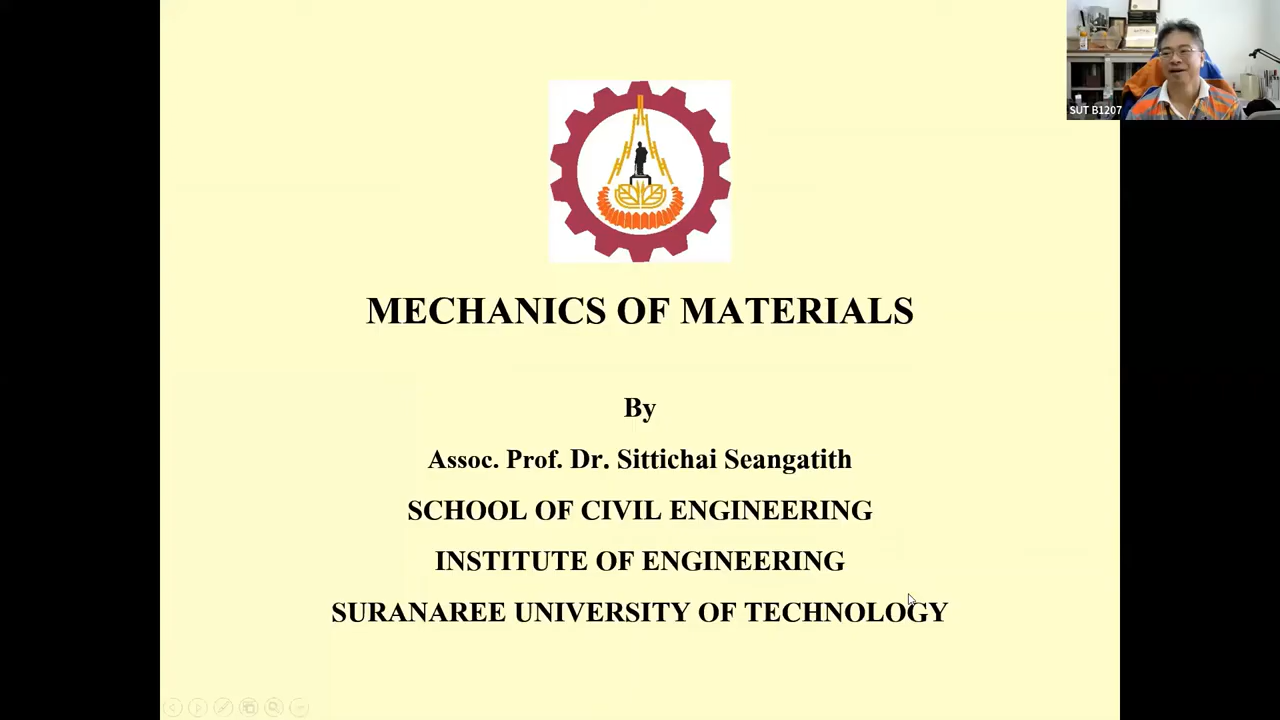 SUT B1207
MECHANICS OF MATERIALS
By
Assoc. Prof. Dr. Sittichai Seangatith
SCHOOL OF CIVIL ENGINEERING
INSTITUTE OF ENGINEERING
SURANAREE UNIVERSITY OF TECHNOLOGY